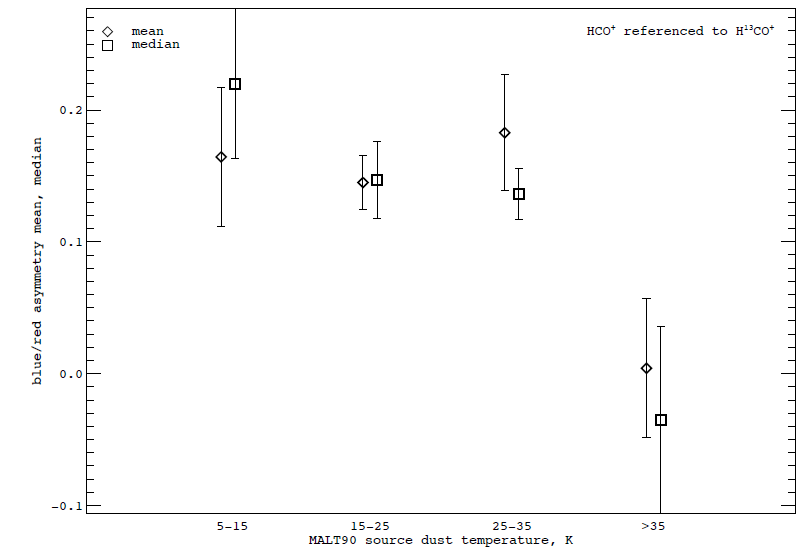 mean
HCO⁺ referenced to H¹³CO⁺
median
0.2
0.1
0.0
−0.1
blue/red asymmetry mean, median
5−15 15−25 25−35 >35
MALT90 source dust temperature, K